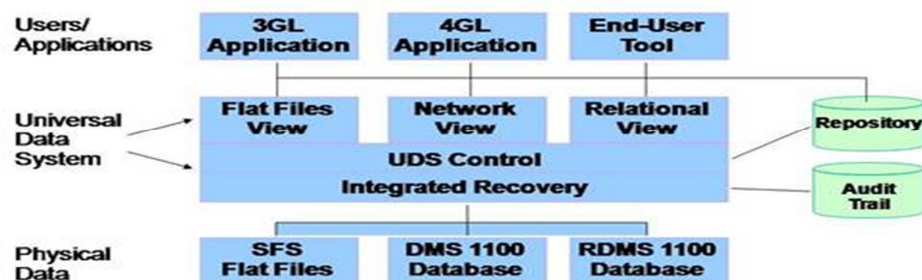 Users/
Applications
3GL
Application
4GL
Application
End-User
Tool
Universal
Data
System
Flat Files
View
Network
View
Relational
View
Repository
UDS Control
Integrated Recovery
Audit
Trail
Physical
Data
SFS
Flat Files
DMS 1100
Database
RDMS 1100
Database